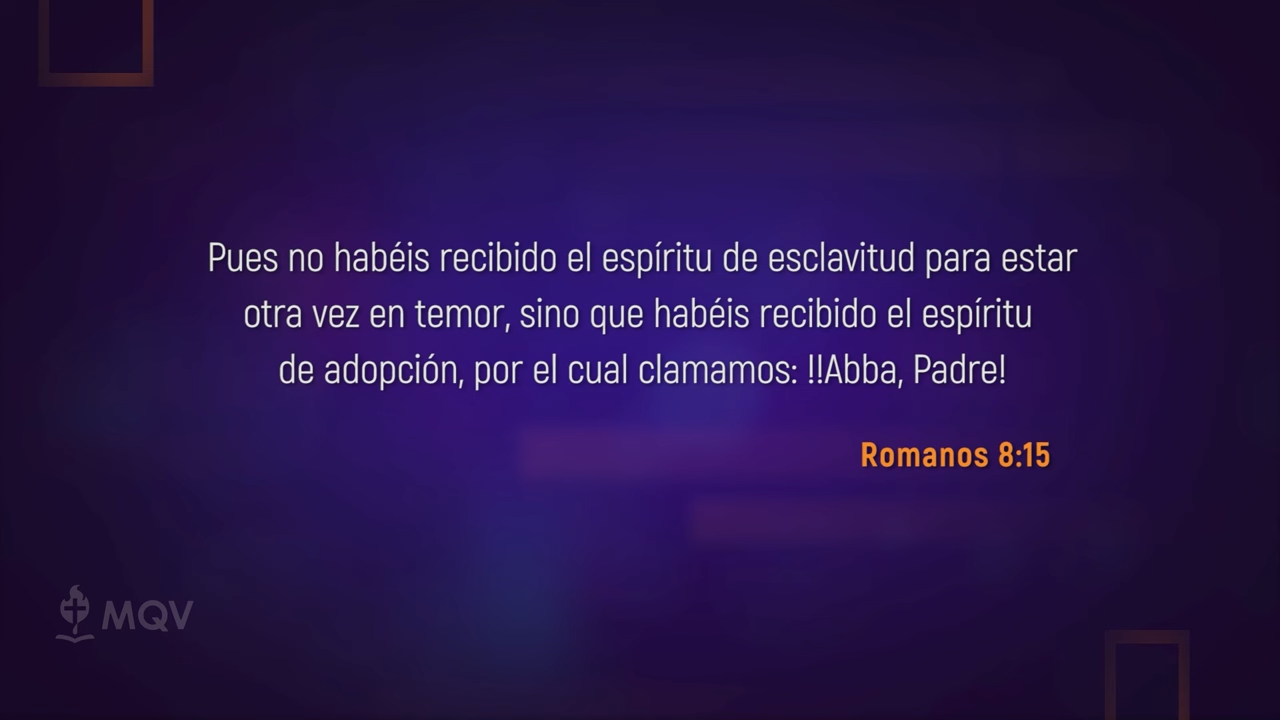 Pues no habéis recibido el espíritu de esclavitud para estar
otra vez en temor, sino que habéis recibido el espíritu
de adopción, por el cual clamamos: !!Abba, Padre!
Romanos 8:15
MQV